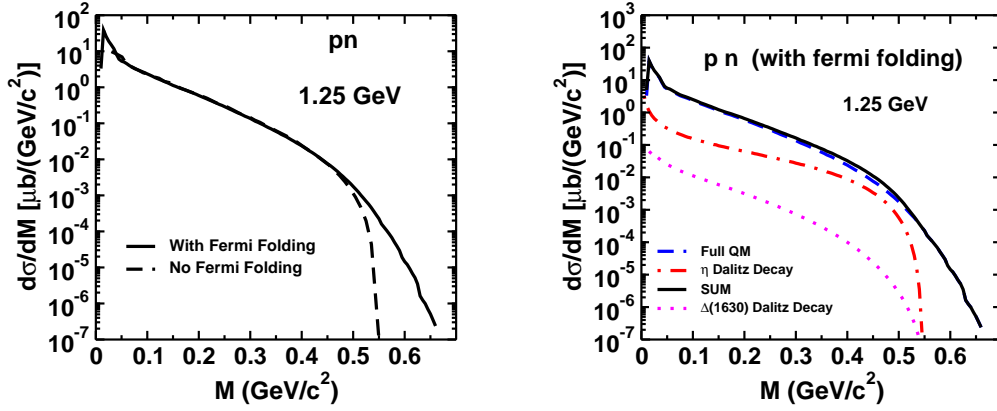 pn
1.25 GeV
dσ/dM [μb/(GeV/c²)]
10²
10¹
10⁰
10⁻¹
10⁻²
10⁻³
10⁻⁴
10⁻⁵
10⁻⁶
10⁻⁷
With Fermi Folding
No Fermi Folding
0 0.1 0.2 0.3 0.4 0.5 0.6
M (GeV/c²)
p n (with fermi folding)
1.25 GeV
dσ/dM [μb/(GeV/c²)]
10³
10²
10¹
10⁰
10⁻¹
10⁻²
10⁻³
10⁻⁴
10⁻⁵
10⁻⁶
10⁻⁷
Full QM
η Dalitz Decay
SUM
Δ(1630) Dalitz Decay
0 0.1 0.2 0.3 0.4 0.5 0.6
M (GeV/c²)